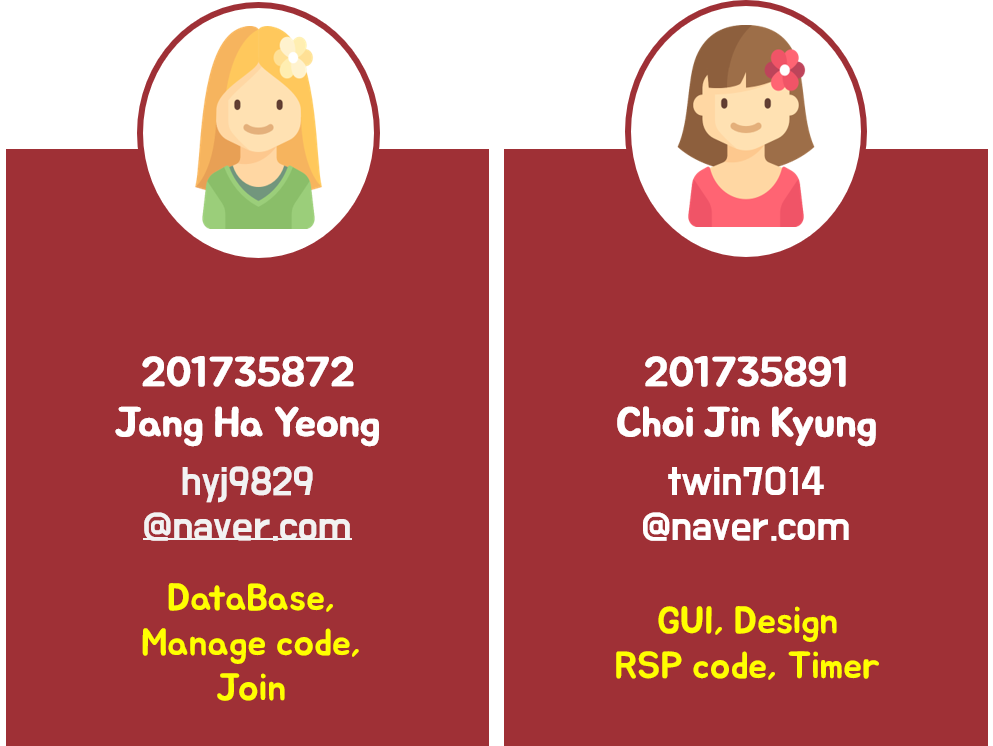 201735872
Jang Ha Yeong
hyj9829
@naver.com
DataBase,
Manage code,
Join
201735891
Choi Jin Kyung
twin7014
@naver.com
GUI, Design
RSP code, Timer